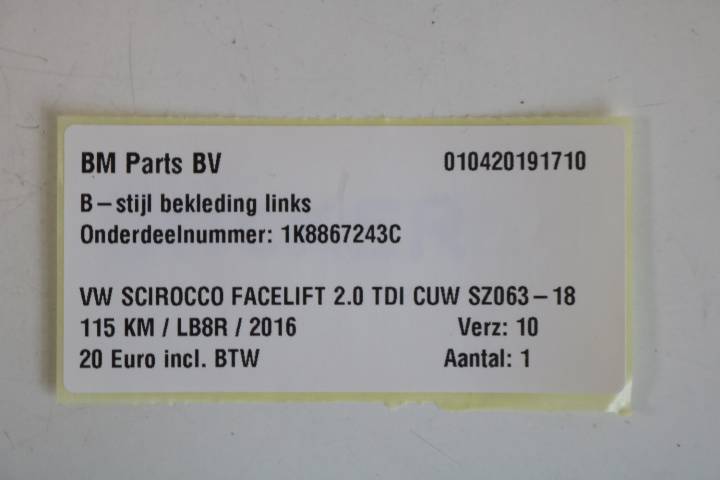 BM Parts BV 010420191710
B-stijl bekleding links
Onderdeelnummer: 1K8867243C
VW SCIROCCO FACELIFT 2.0 TDI CUW SZ063-18
115 KM / LB8R / 2016 Verz: 10
20 Euro incl. BTW Aantal: 1